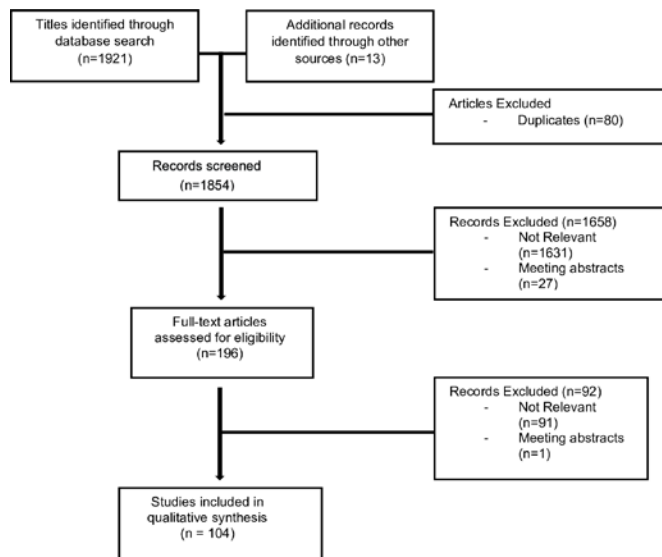 Titles identified through
database search
(n=1921)
Additional records
identified through other
sources (n=13)
Articles Excluded
- Duplicates (n=80)
Records screened
(n=1854)
Records Excluded (n=1658)
- Not Relevant
(n=1631)
- Meeting abstracts
(n=27)
Full-text articles
assessed for eligibility
(n=196)
Records Excluded (n=92)
- Not Relevant
(n=91)
- Meeting abstracts
(n=1)
Studies included in
qualitative synthesis
(n = 104)